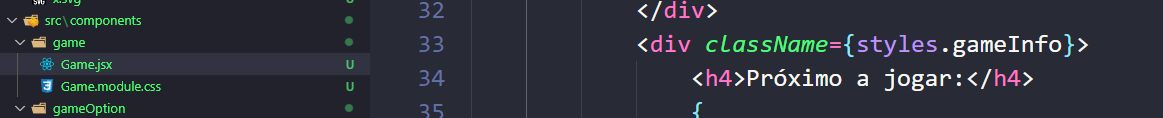 x.svg
src\components
game
Game.jsx U
Game.module.css U
gameOption
32 </div>
33 <div className={styles.gameInfo}>
34 <h4>Próximo a jogar:</h4>
35 {